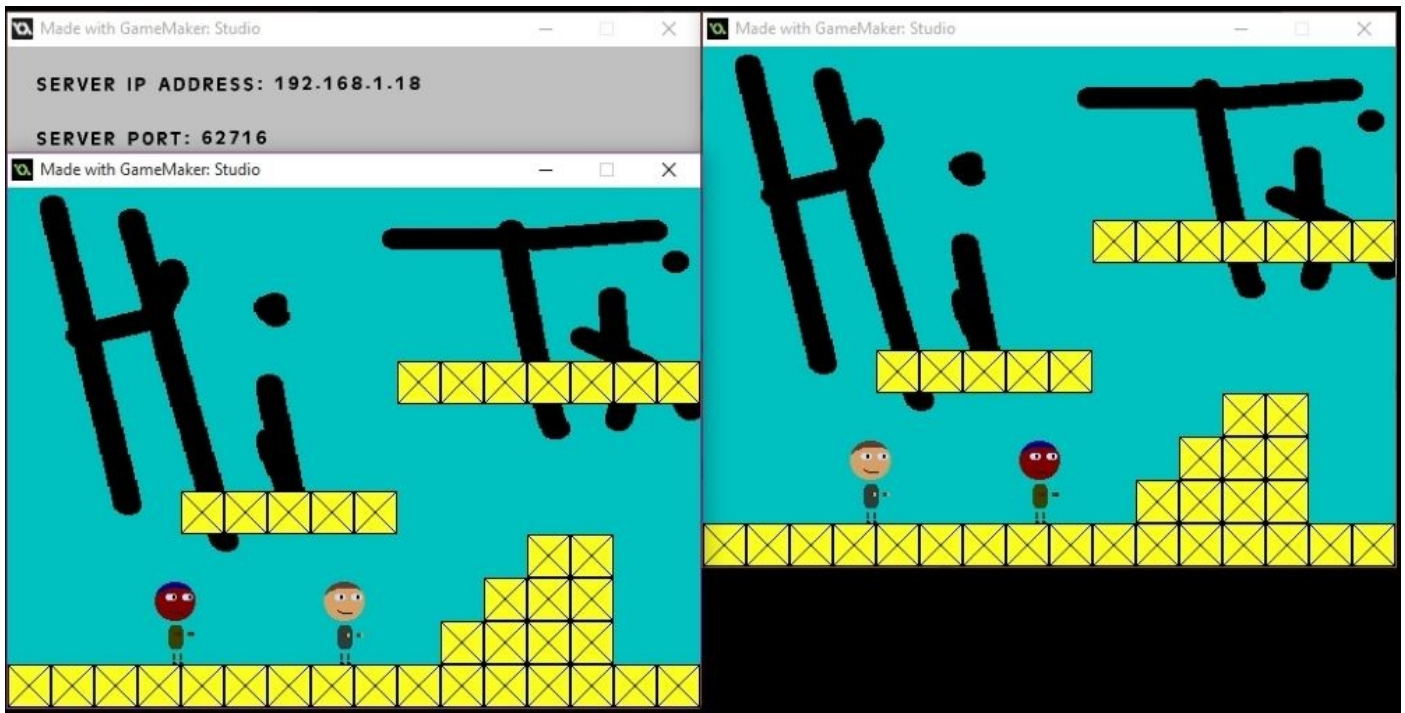 Made with GameMaker: Studio
SERVER IP ADDRESS: 192.168.1.18
SERVER PORT: 62716
Made with GameMaker: Studio
Hi
Made with GameMaker: Studio
Hi